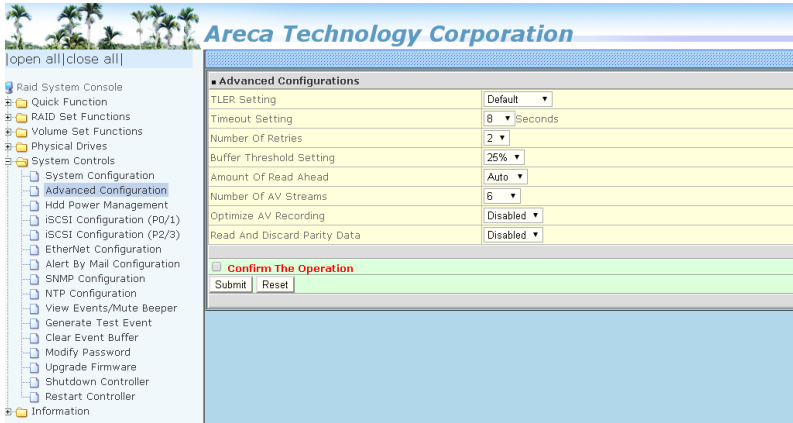 Areca Technology Corporation
|open all|close all|
Raid System Console
Quick Function
RAID Set Functions
Volume Set Functions
Physical Drives
System Controls
System Configuration
Advanced Configuration
Hdd Power Management
iSCSI Configuration (P0/1)
iSCSI Configuration (P2/3)
EtherNet Configuration
Alert By Mail Configuration
SNMP Configuration
NTP Configuration
View Events/Mute Beeper
Generate Test Event
Clear Event Buffer
Modify Password
Upgrade Firmware
Shutdown Controller
Restart Controller
Information
Advanced Configurations
TLER Setting Default
Timeout Setting 8 Seconds
Number Of Retries 2
Buffer Threshold Setting 25%
Amount Of Read Ahead Auto
Number Of AV Streams 6
Optimize AV Recording Disabled
Read And Discard Parity Data Disabled
Confirm The Operation
Submit Reset